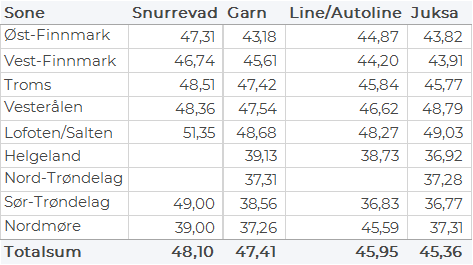 Sone Snurrevad Garn Line/Autoline Juksa
Øst-Finnmark 47,31 43,18 44,87 43,82
Vest-Finnmark 46,74 45,61 44,20 43,91
Troms 48,51 47,42 45,84 45,77
Vesterålen 48,36 47,54 46,62 48,79
Lofoten/Salten 51,35 48,68 48,27 49,03
Helgeland 39,13 38,73 36,92
Nord-Trøndelag 37,31 37,28
Sør-Trøndelag 49,00 38,56 36,83 36,77
Nordmøre 39,00 37,26 45,59 37,31
Totalsum 48,10 47,41 45,95 45,36